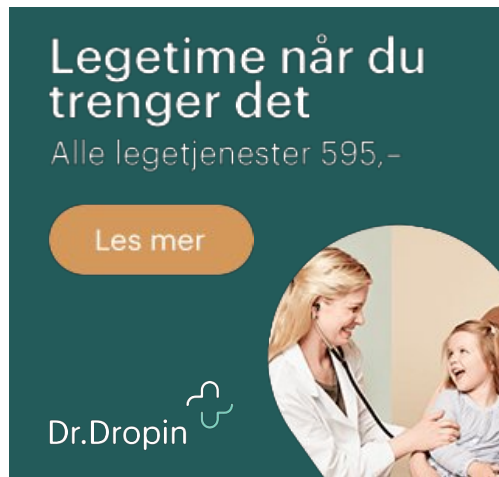 Legetime når du
trenger det
Alle legetjenester 595,–
Les mer
Dr.Dropin